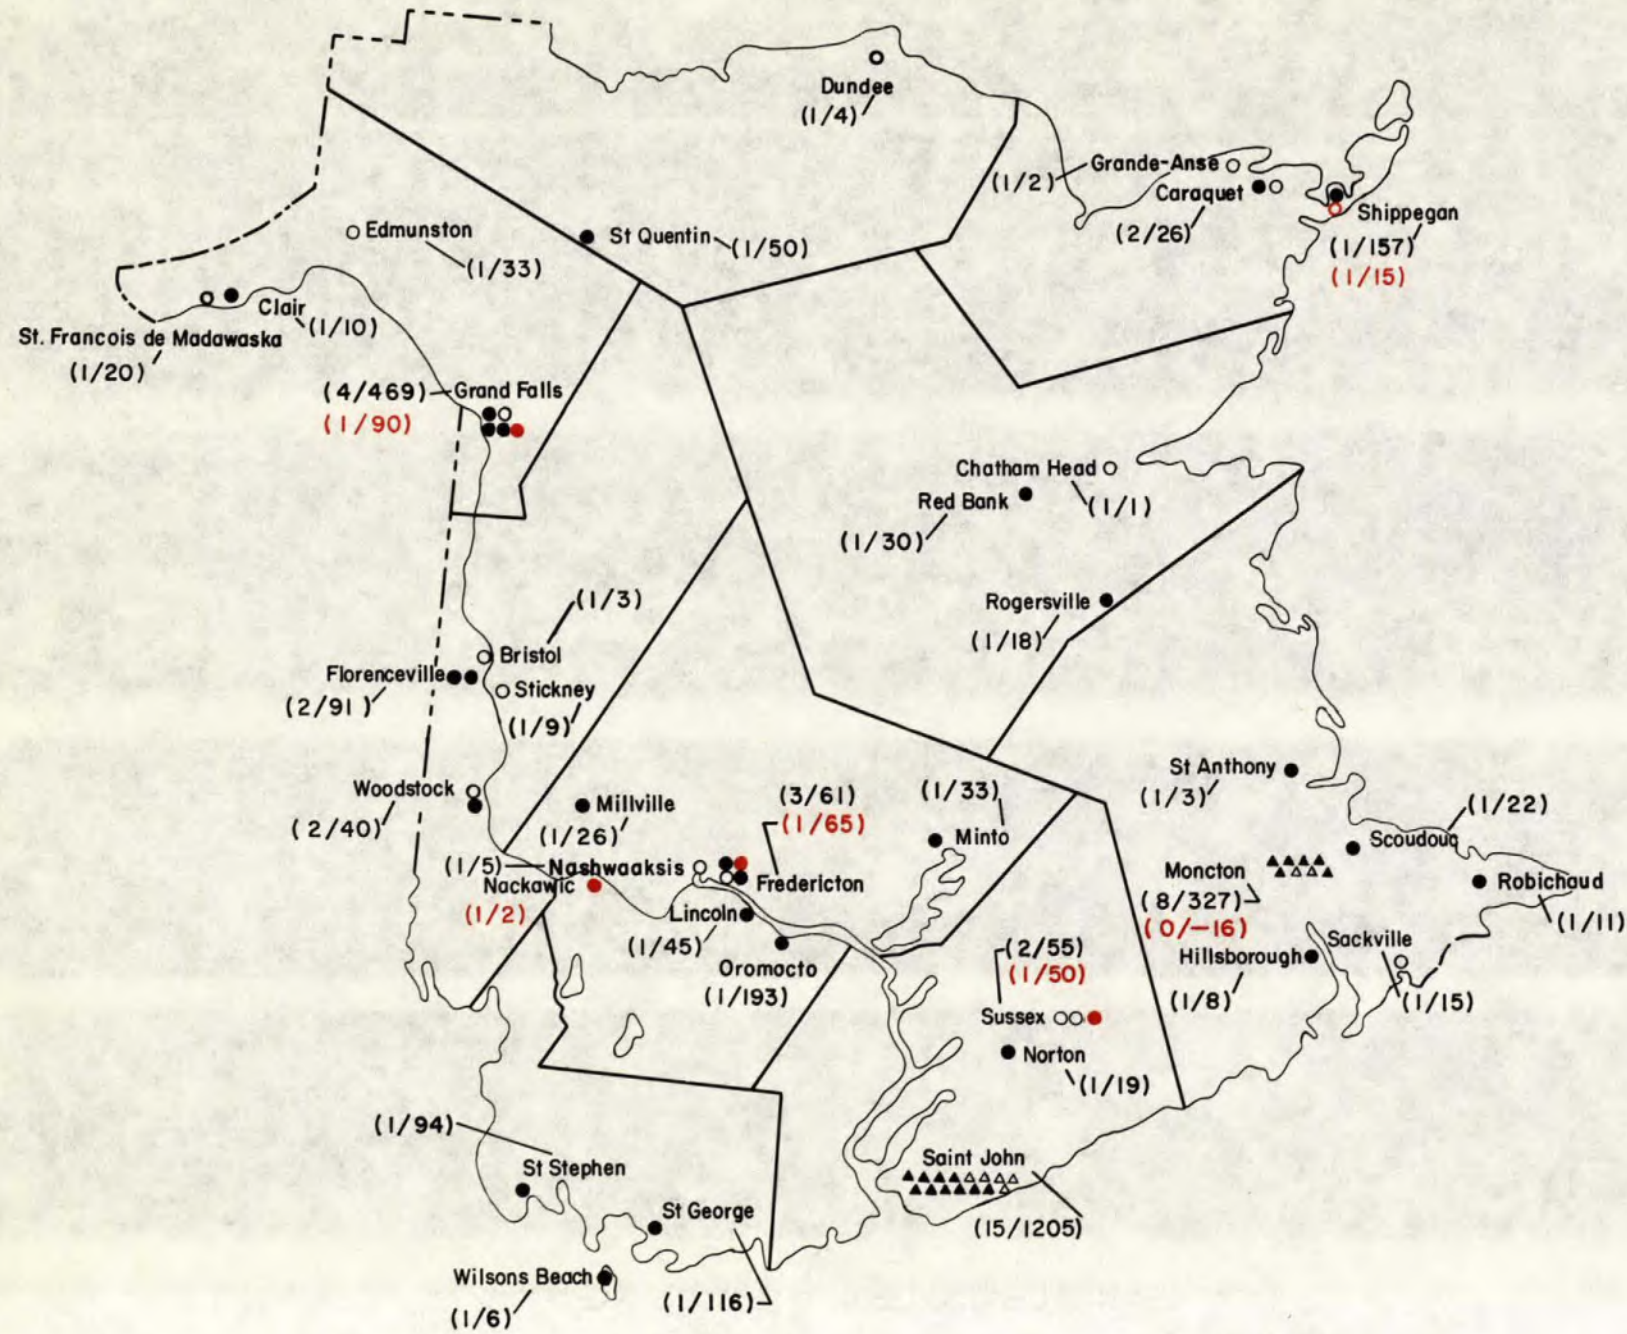 Dundee
(1/4)
Grande-Anse
(1/2)
Caraquet
(2/26)
Shippegan
(1/157)
(1/15)
Edmunston
(1/33)
St Quentin
(1/50)
Clair
(1/10)
St. Francois de Madawaska
(1/20)
(4/469)
Grand Falls
(1/90)
Chatham Head
(1/1)
Red Bank
(1/30)
Rogersville
(1/18)
(1/3)
Bristol
Florenceville
(2/91)
Stickney
(1/9)
Woodstock
(2/40)
Millville
(1/26)
(3/61)
(1/65)
Fredericton
(1/33)
Minto
St Anthony
(1/3)
(1/22)
Scoudouc
(1/5)
Nashwaaksis
Nackawic
(1/2)
Moncton
(8/327)
(0/-16)
Robichaud
(1/11)
Lincoln
(1/45)
Oromocto
(1/193)
(2/55)
(1/50)
Sussex
Hillsborough
(1/8)
Sackville
(1/15)
Norton
(1/19)
(1/94)
St Stephen
Saint John
(15/1205)
St George
(1/116)
Wilsons Beach
(1/6)